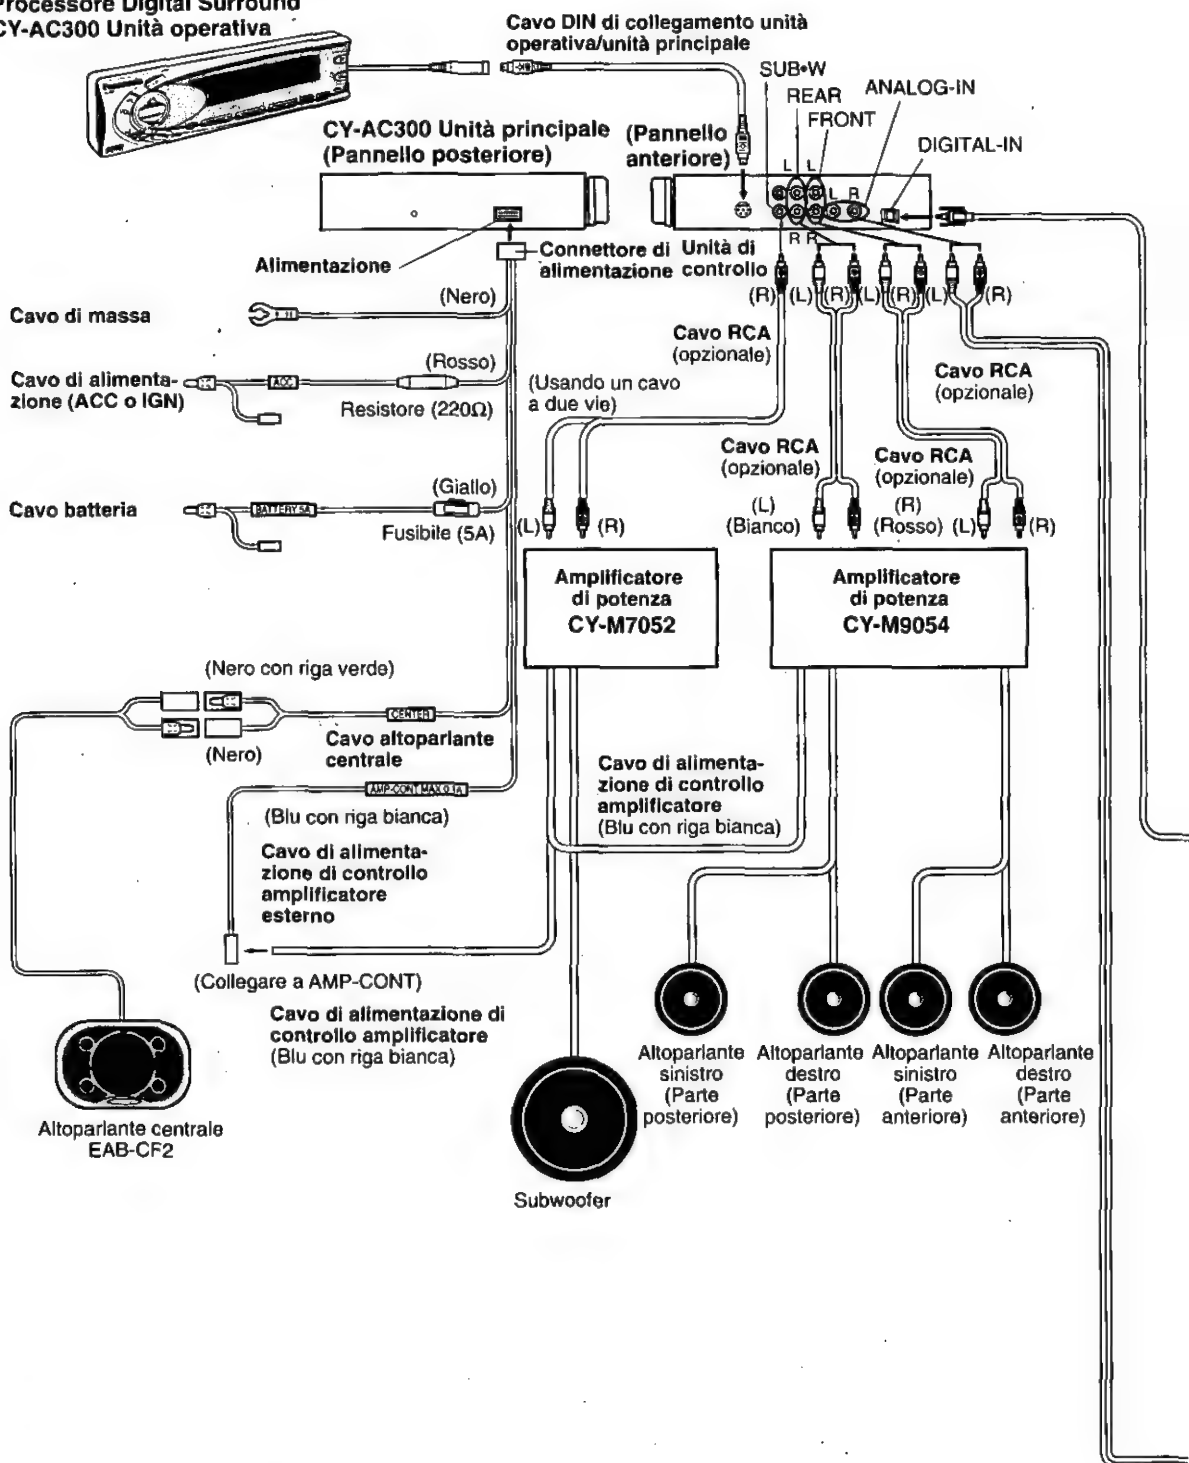 Processore Digital Surround
CY-AC300 Unità operativa
Cavo DIN di collegamento unità
operativa/unità principale
SUB•W
REAR
ANALOG-IN
FRONT
DIGITAL-IN
CY-AC300 Unità principale
(Pannello posteriore)
(Pannello
anteriore)
L L
L R
R R
Alimentazione
Connettore di
alimentazione
Unità di
controllo
(Nero)
Cavo di massa
(R) (L) (R) (L) (R) (L) (R)
Cavo RCA
(opzionale)
(Rosso)
Cavo di alimenta-
zione (ACC o IGN)
ACC
Resistore (220Ω)
(Usando un cavo
a due vie)
Cavo RCA
(opzionale)
Cavo RCA
(opzionale)
Cavo RCA
(opzionale)
(Giallo)
Cavo batteria
BATTERY 5A
Fusibile (5A)
(L) (R)
(L)
(Bianco)
(R)
(Rosso)
(L) (R)
Amplificatore
di potenza
CY-M7052
Amplificatore
di potenza
CY-M9054
(Nero con riga verde)
CENTER
(Nero)
Cavo altoparlante
centrale
AMP-CONT MAX 0.1A
(Blu con riga bianca)
Cavo di alimenta-
zione di controllo
amplificatore
esterno
Cavo di alimenta-
zione di controllo
amplificatore
(Blu con riga bianca)
(Collegare a AMP-CONT)
Cavo di alimentazione di
controllo amplificatore
(Blu con riga bianca)
Altoparlante centrale
EAB-CF2
Subwoofer
Altoparlante
sinistro
(Parte
posteriore)
Altoparlante
destro
(Parte
posteriore)
Altoparlante
sinistro
(Parte
anteriore)
Altoparlante
destro
(Parte
anteriore)